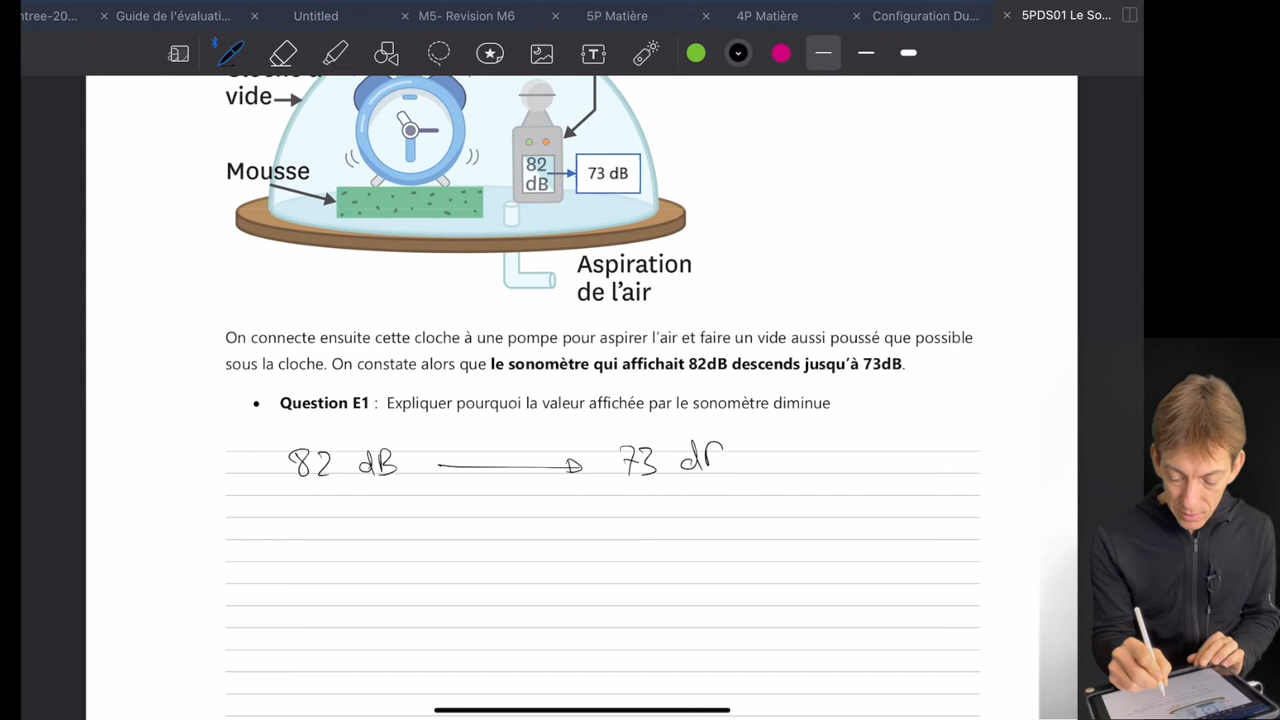 ntree-20...
Guide de l'évaluati...
Untitled
M5- Revision M6
5P Matière
4P Matière
Configuration Du...
5PDS01 Le So...
vide
Mousse
82
dB
73 dB
Aspiration
de l'air
On connecte ensuite cette cloche à une pompe pour aspirer l'air et faire un vide aussi poussé que possible
sous la cloche. On constate alors que le sonomètre qui affichait 82dB descends jusqu'à 73dB.
• Question E1 : Expliquer pourquoi la valeur affichée par le sonomètre diminue
82 dB → 73 d